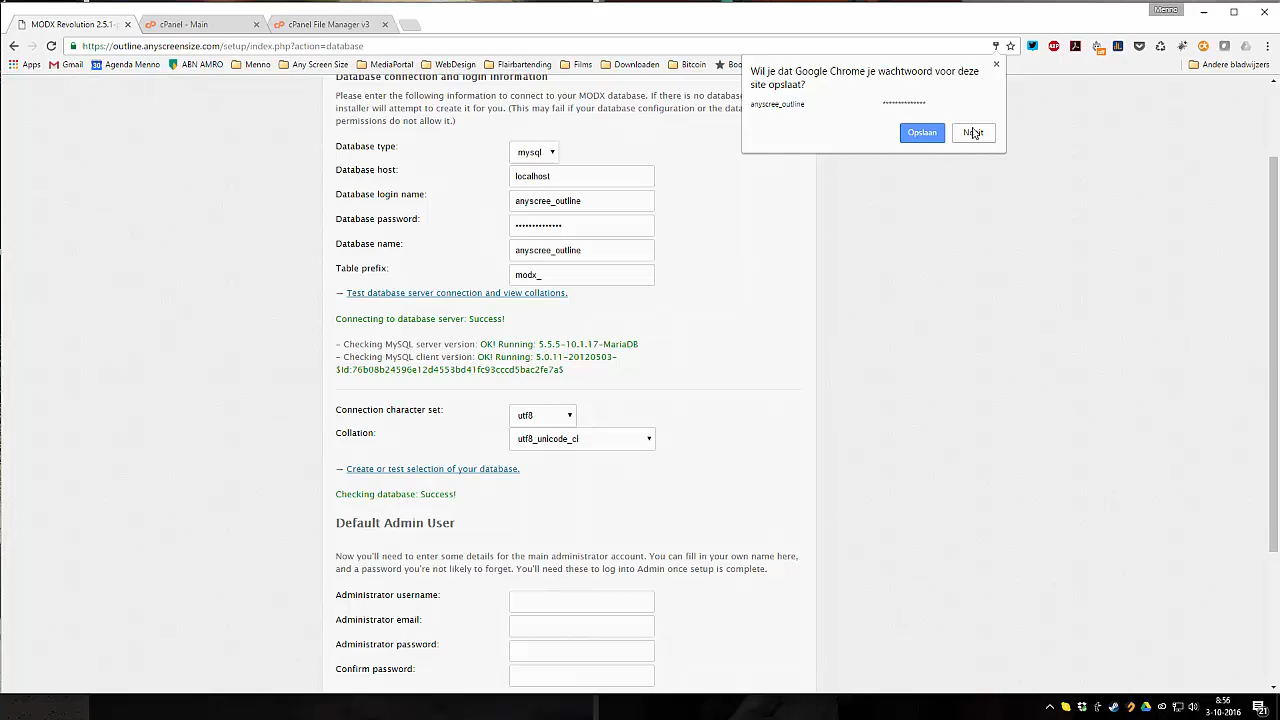 Menno
MODX Revolution 2.5.1-
cPanel - Main
cPanel File Manager v3
https://outline.anyscreensize.com/setup/index.php?action=database
Apps
Gmail
Agenda Menno
ABN AMRO
Menno
Any Screen Size
MediaPortal
WebDesign
Flairbartending
Films
Downloaden
Bitcoin
Andere bladwijzers
Wil je dat Google Chrome je wachtwoord voor deze
site opslaat?
anyscree_outline **************
Opslaan
Database connection and login information
Please enter the following information to connect to your MODX database. If there is no database
installer will attempt to create it for you. (This may fail if your database configuration or the data
permissions do not allow it.)
Database type: mysql
Database host: localhost
Database login name: anyscree_outline
Database password: ••••••••••••••
Database name: anyscree_outline
Table prefix: modx_
— Test database server connection and view collations.
Connecting to database server: Success!
- Checking MySQL server version: OK! Running: 5.5.5-10.1.17-MariaDB
- Checking MySQL client version: OK! Running: 5.0.11-20120503-
$Id:76b08b24596e12d4553bd41fc93cccd5bac2fe7a$
Connection character set: utf8
Collation: utf8_unicode_ci
— Create or test selection of your database.
Checking database: Success!
Default Admin User
Now you'll need to enter some details for the main administrator account. You can fill in your own name here,
and a password you're not likely to forget. You'll need these to log into Admin once setup is complete.
Administrator username:
Administrator email:
Administrator password:
Confirm password:
8:56
3-10-2016